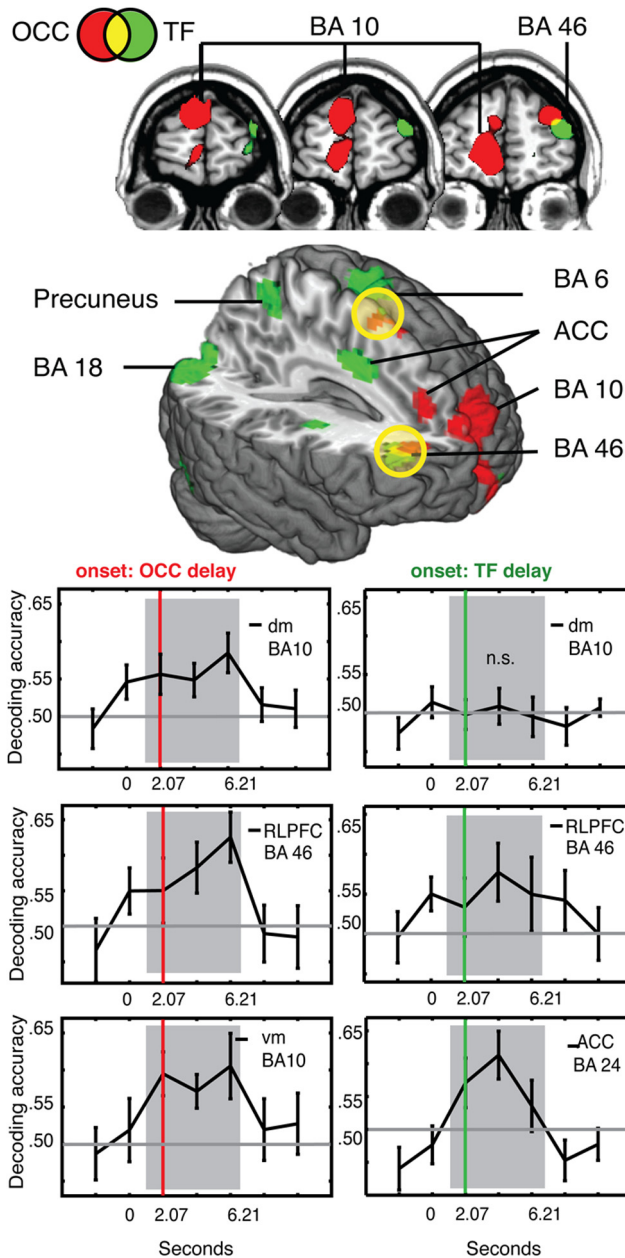 OCC TF BA 10 BA 46
Precuneus
BA 18
BA 6
ACC
BA 10
BA 46
onset: OCC delay
onset: TF delay
Decoding accuracy
.65
.55
.50
dm
BA10
0 2.07 6.21
.65
.55
.50
n.s.
dm
BA10
0 2.07 6.21
Decoding accuracy
.65
.55
.50
RLPFC
BA 46
0 2.07 6.21
.65
.55
.50
RLPFC
BA 46
0 2.07 6.21
Decoding accuracy
.65
.55
.50
vm
BA10
0 2.07 6.21
Seconds
.65
.55
.50
ACC
BA 24
0 2.07 6.21
Seconds